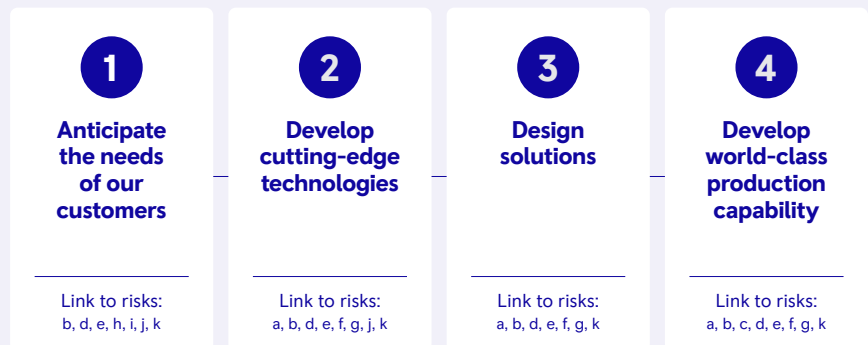 1
Anticipate
the needs
of our
customers
Link to risks:
b, d, e, h, i, j, k
2
Develop
cutting-edge
technologies
Link to risks:
a, b, d, e, f, g, j, k
3
Design
solutions
Link to risks:
a, b, d, e, f, g, k
4
Develop
world-class
production
capability
Link to risks:
a, b, c, d, e, f, g, k